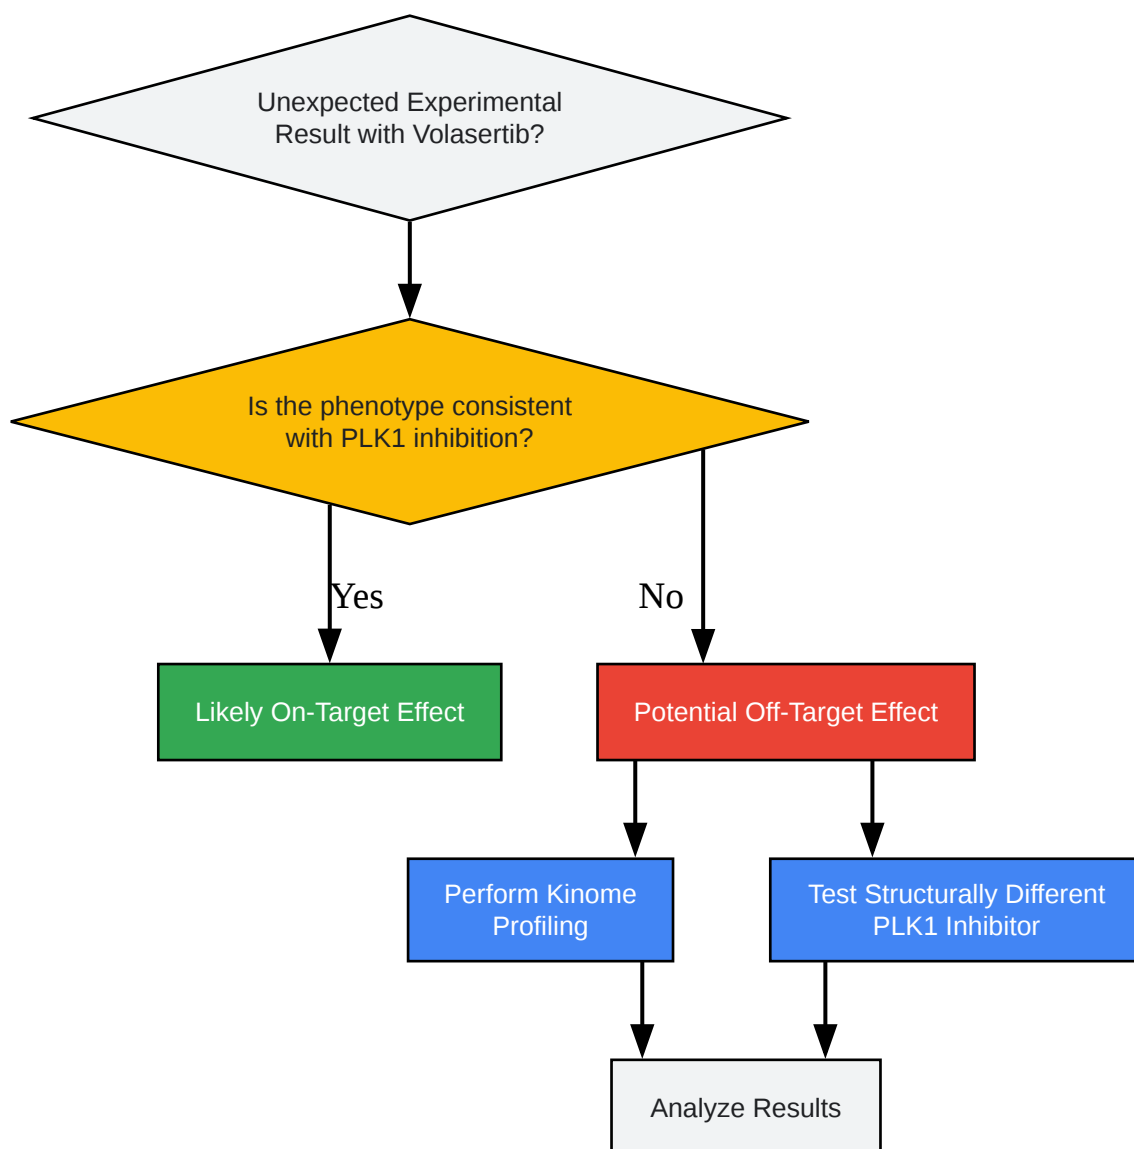 Unexpected Experimental
Result with Volasertib?
Is the phenotype consistent
with PLK1 inhibition?
Yes
No
Likely On-Target Effect
Potential Off-Target Effect
Perform Kinome
Profiling
Test Structurally Different
PLK1 Inhibitor
Analyze Results